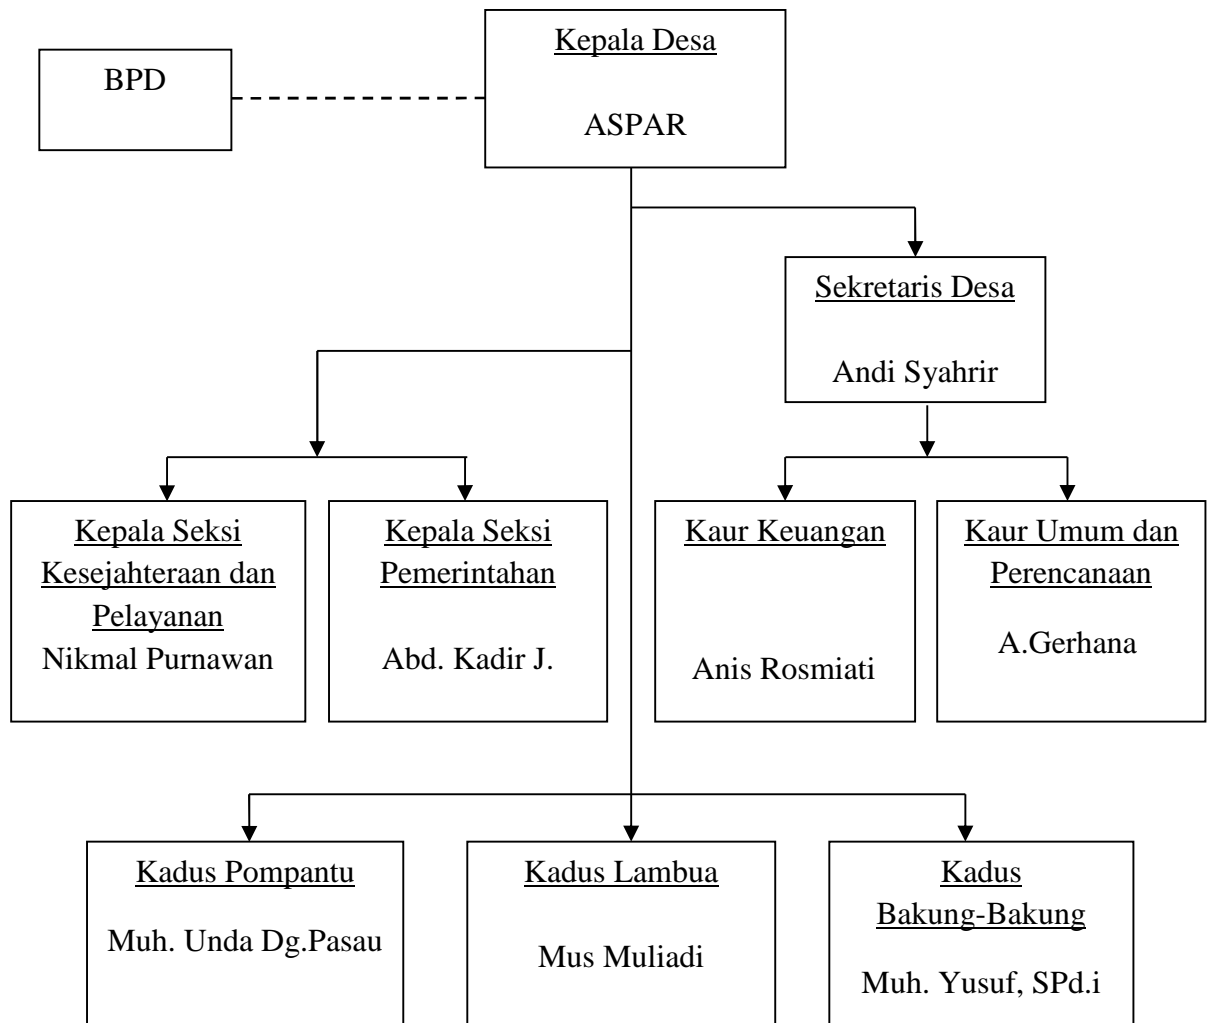 Kepala Desa
ASPAR
BPD
Sekretaris Desa
Andi Syahrir
Kepala Seksi
Kesejahteraan dan
Pelayanan
Nikmal Purnawan
Kepala Seksi
Pemerintahan
Abd. Kadir J.
Kaur Keuangan
Anis Rosmiati
Kaur Umum dan
Perencanaan
A.Gerhana
Kadus Pompantu
Muh. Unda Dg.Pasau
Kadus Lambua
Mus Muliadi
Kadus
Bakung-Bakung
Muh. Yusuf, SPd.i